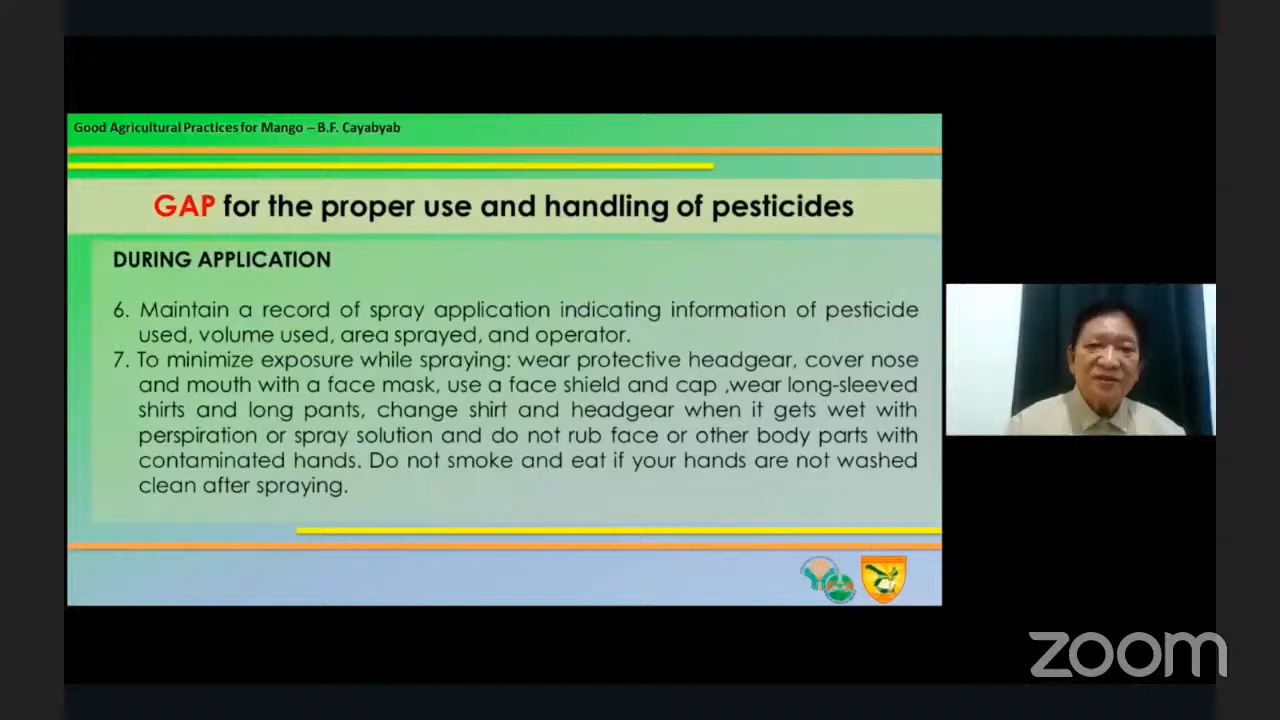 Good Agricultural Practices for Mango – B.F. Cayabyab
GAP for the proper use and handling of pesticides
DURING APPLICATION
6. Maintain a record of spray application indicating information of pesticide
used, volume used, area sprayed, and operator.
7. To minimize exposure while spraying: wear protective headgear, cover nose
and mouth with a face mask, use a face shield and cap ,wear long-sleeved
shirts and long pants, change shirt and headgear when it gets wet with
perspiration or spray solution and do not rub face or other body parts with
contaminated hands. Do not smoke and eat if your hands are not washed
clean after spraying.
zoom